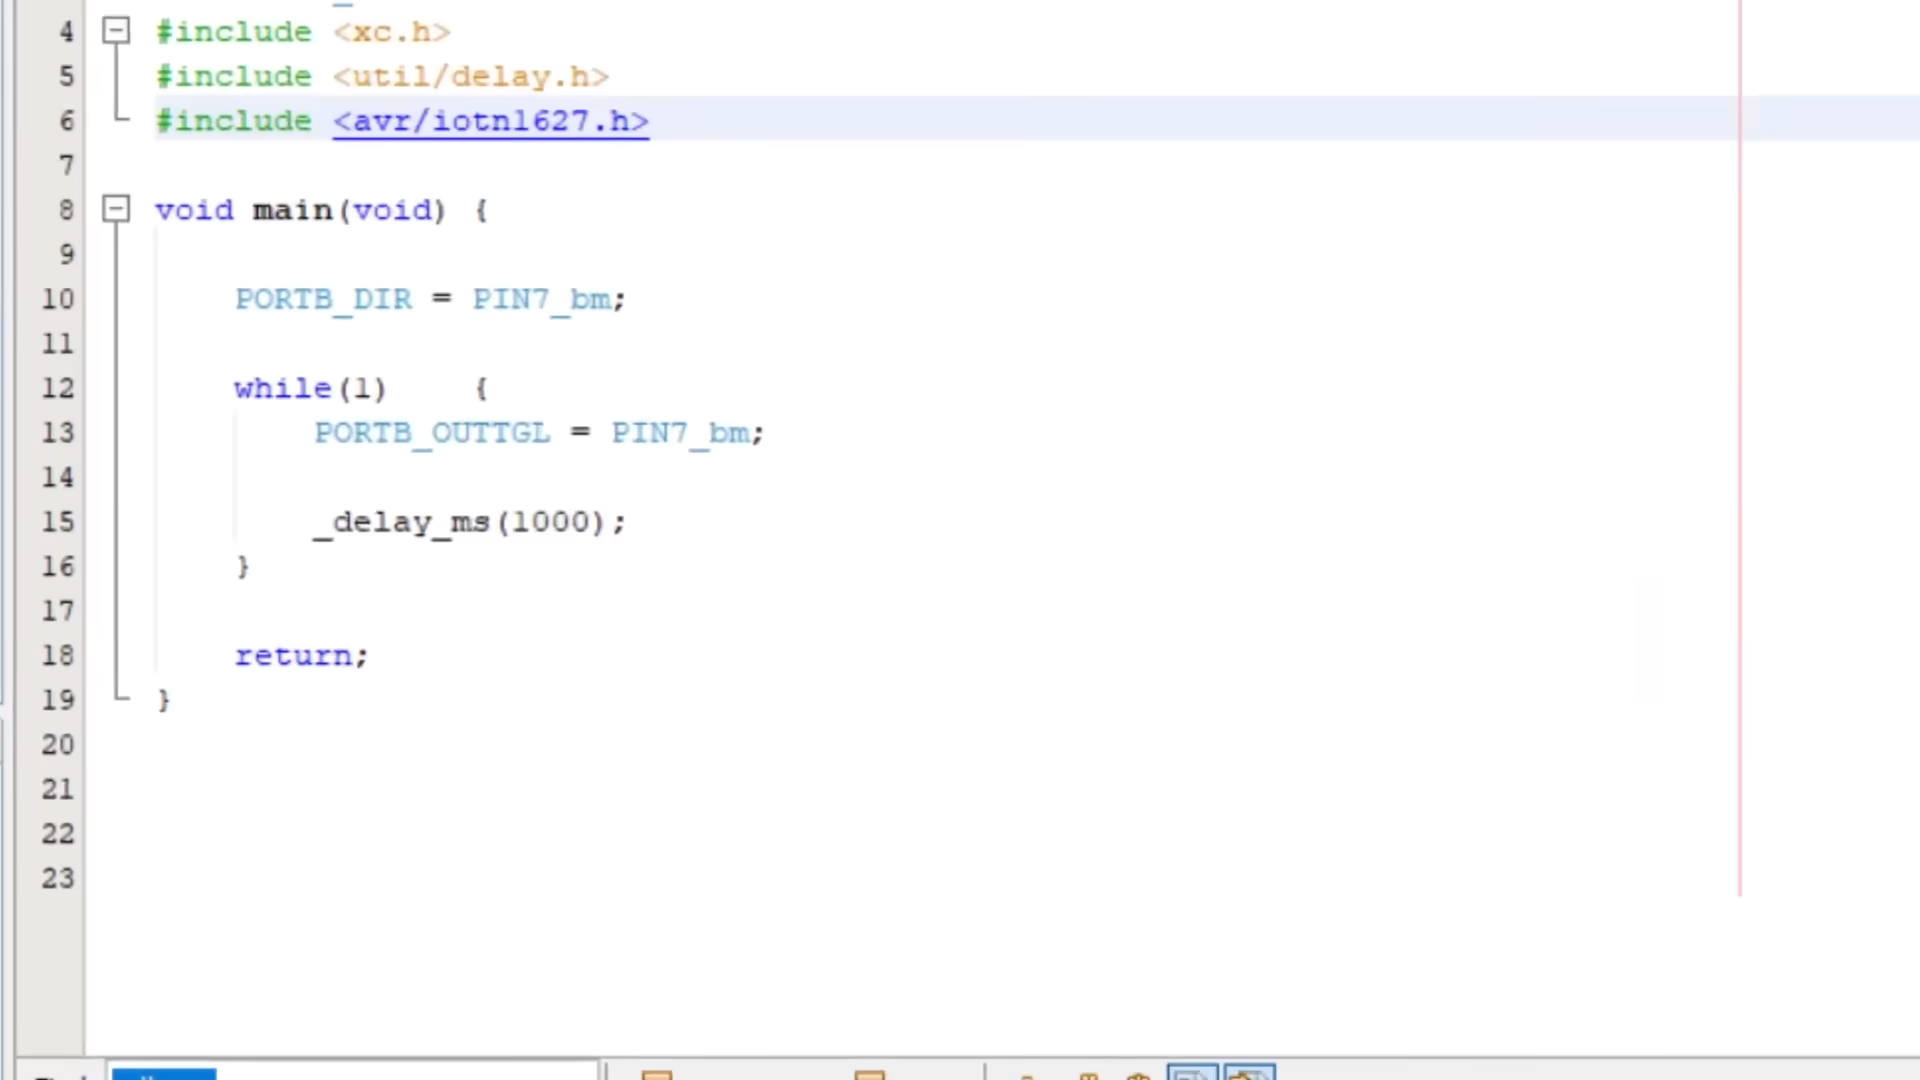 4 #include <xc.h>
5 #include <util/delay.h>
6 #include <avr/iotn1627.h>
7
8 void main(void) {
9
10 PORTB_DIR = PIN7_bm;
11
12 while(1) {
13 PORTB_OUTTGL = PIN7_bm;
14
15 _delay_ms(1000);
16 }
17
18 return;
19 }
20
21
22
23